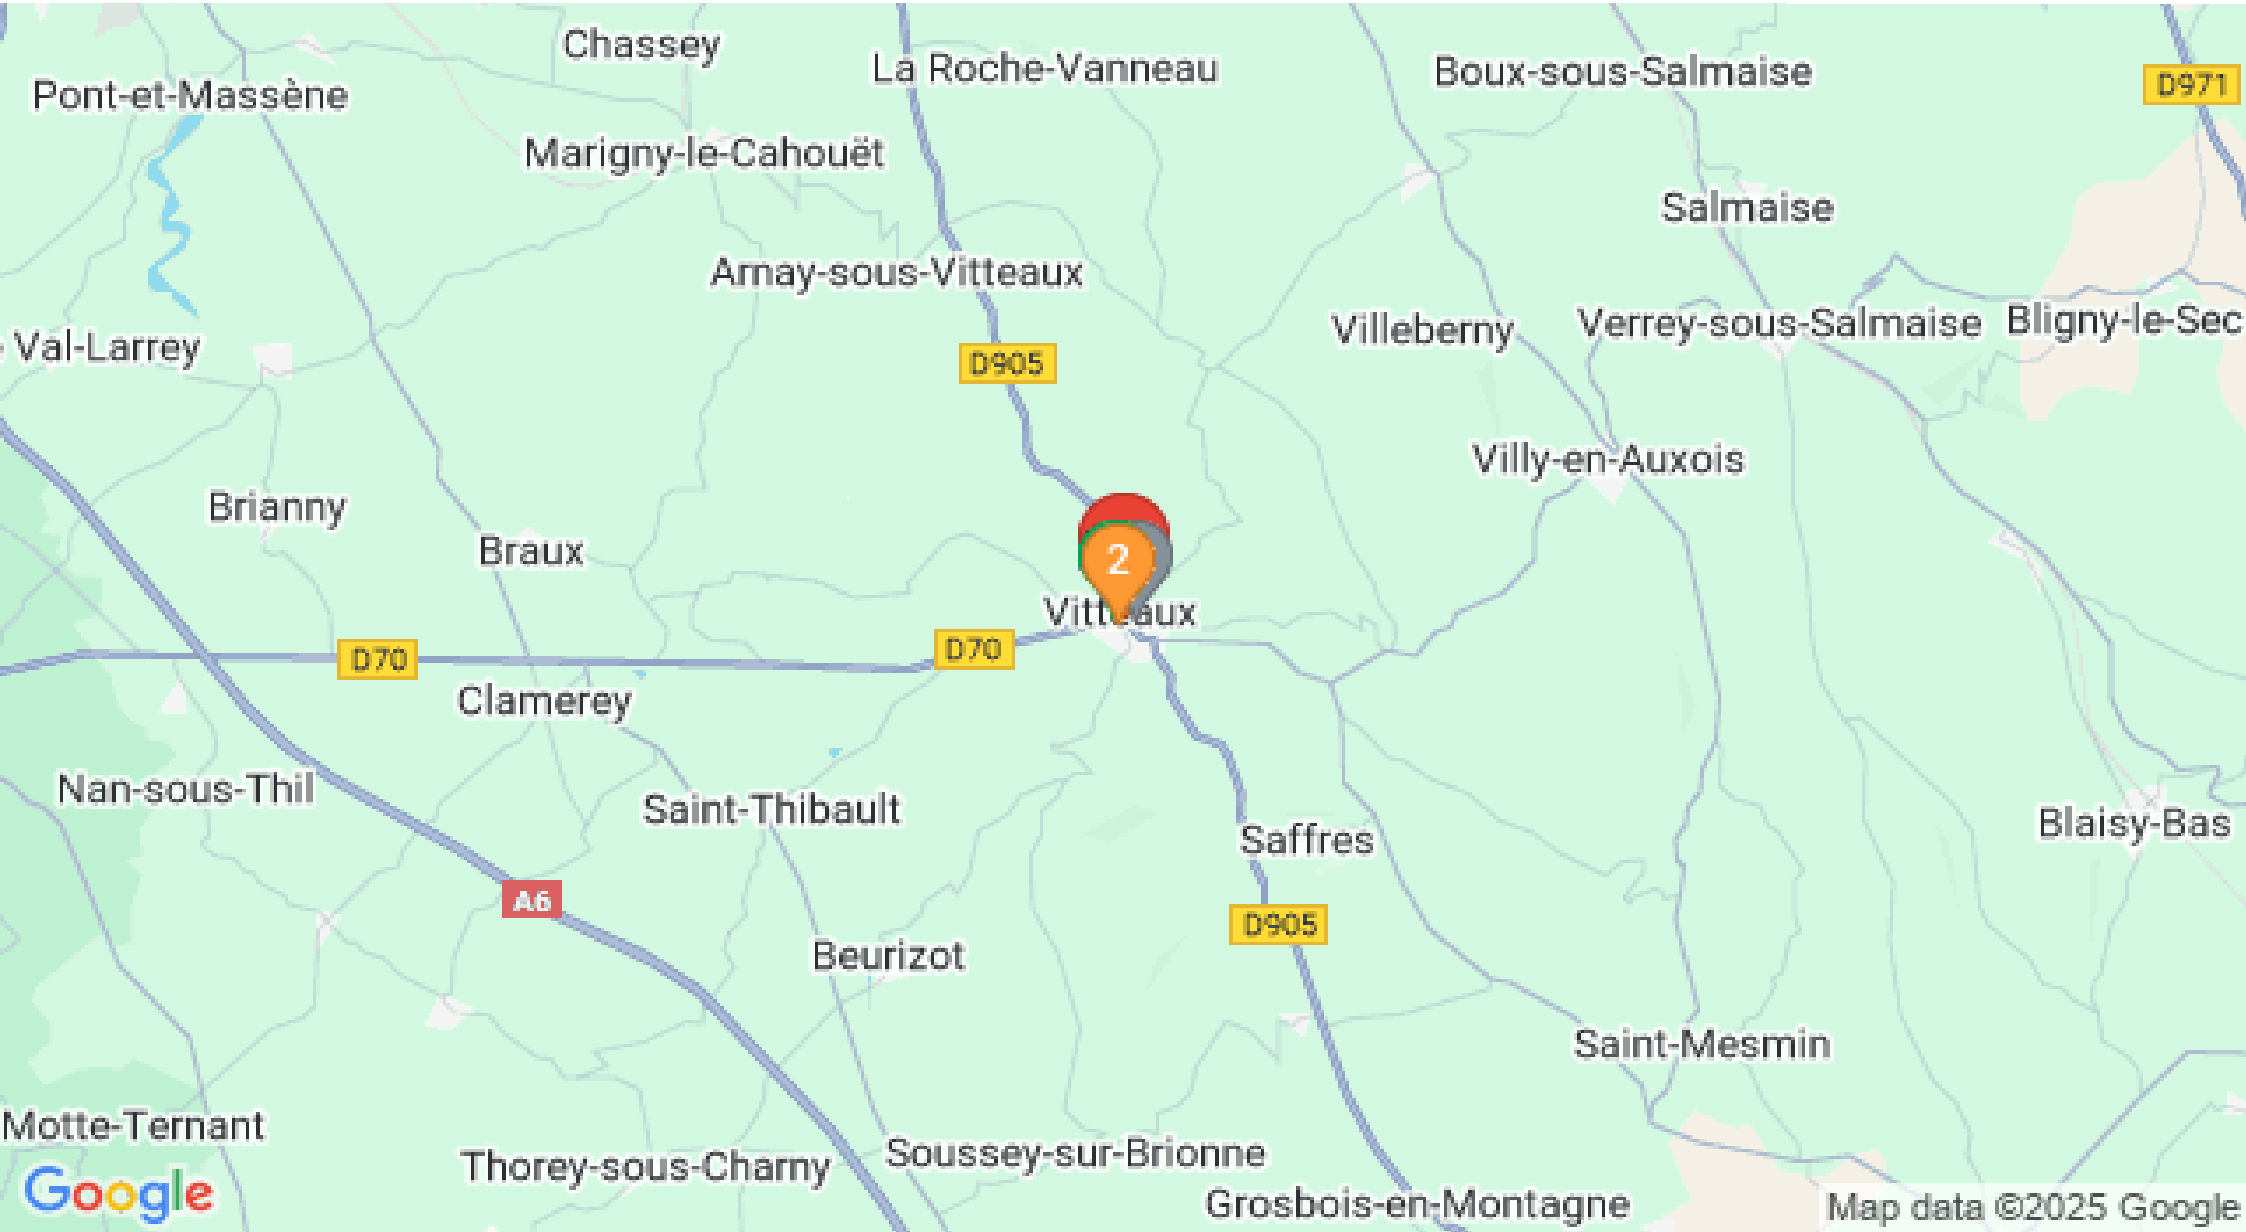 Chassey
La Roche-Vanneau
Boux-sous-Salmaise
D971
Pont-et-Massène
Marigny-le-Cahouët
Salmaise
Arnay-sous-Vitteaux
Villeberny
Verrey-sous-Salmaise
Bligny-le-Sec
Val-Larrey
D905
Villy-en-Auxois
Brianny
Braux
2
Vitteaux
D70
D70
Clamerey
Nan-sous-Thil
Saint-Thibault
Saffres
Blaisy-Bas
A6
D905
Beurizot
Saint-Mesmin
Motte-Ternant
Thorey-sous-Charny
Soussey-sur-Brionne
Grosbois-en-Montagne
Google
Map data ©2025 Google